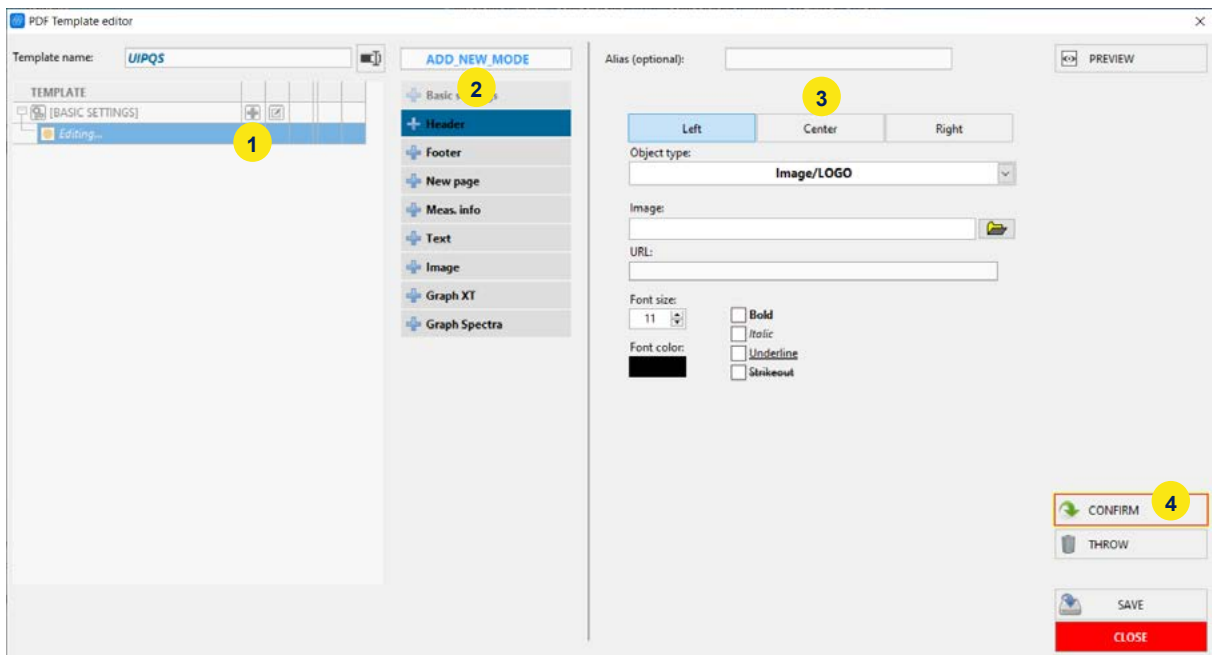 PDF Template editor
Template name: UIPQS
TEMPLATE
[BASIC SETTINGS]
Editing...
1
ADD_NEW_MODE
2
Basic s s
Header
Footer
New page
Meas. info
Text
Image
Graph XT
Graph Spectra
Alias (optional):
3
Left Center Right
Object type:
Image/LOGO
Image:
URL:
Font size:
11
Font color:
Bold
Italic
Underline
Strikeout
PREVIEW
CONFIRM 4
THROW
SAVE
CLOSE